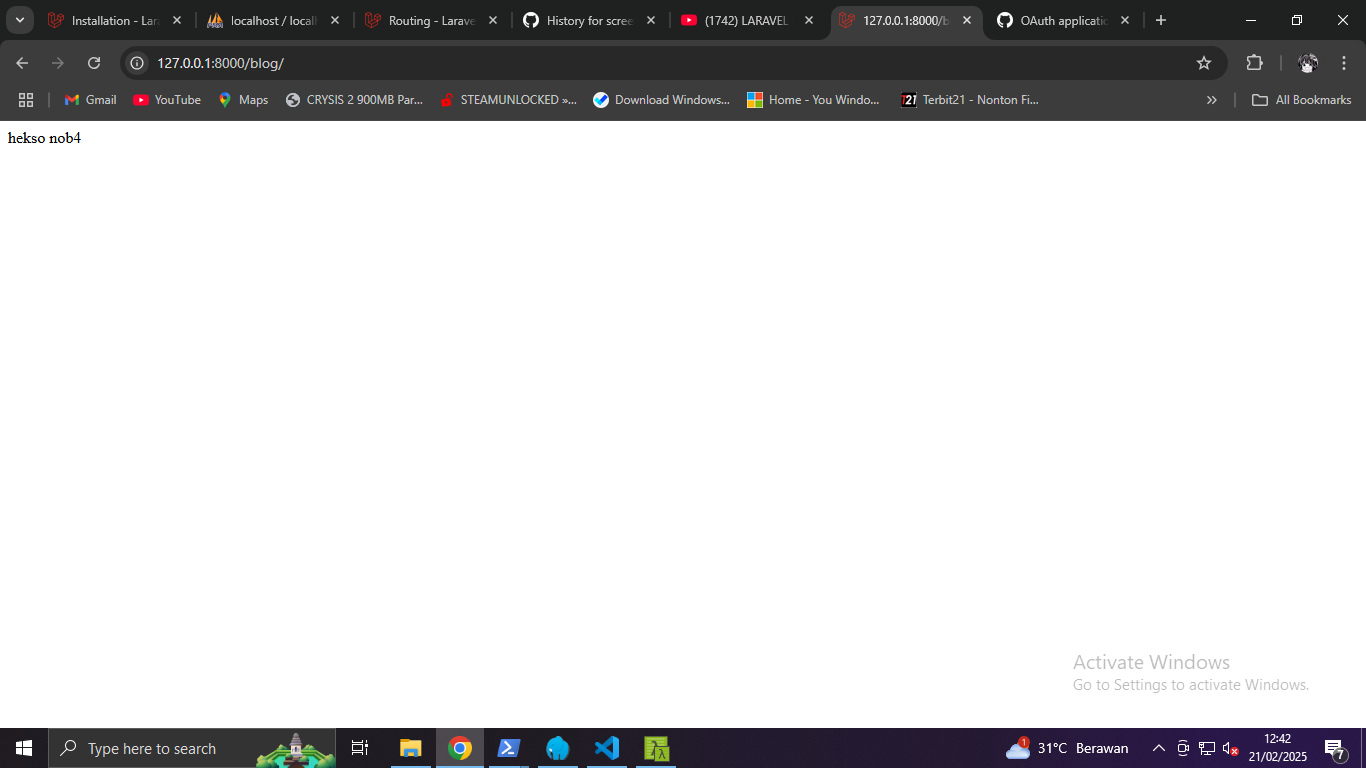 Installation - Lar
localhost / locall
Routing - Larave
History for scree
(1742) LARAVEL
127.0.0.1:8000/b
OAuth applicatio
127.0.0.1:8000/blog/
Gmail
YouTube
Maps
CRYSIS 2 900MB Par...
STEAMUNLOCKED »...
Download Windows...
Home - You Windo...
T21
Terbit21 - Nonton Fi...
All Bookmarks
hekso nob4
Activate Windows
Go to Settings to activate Windows.
Type here to search
1
31°C Berawan
12:42
21/02/2025
7